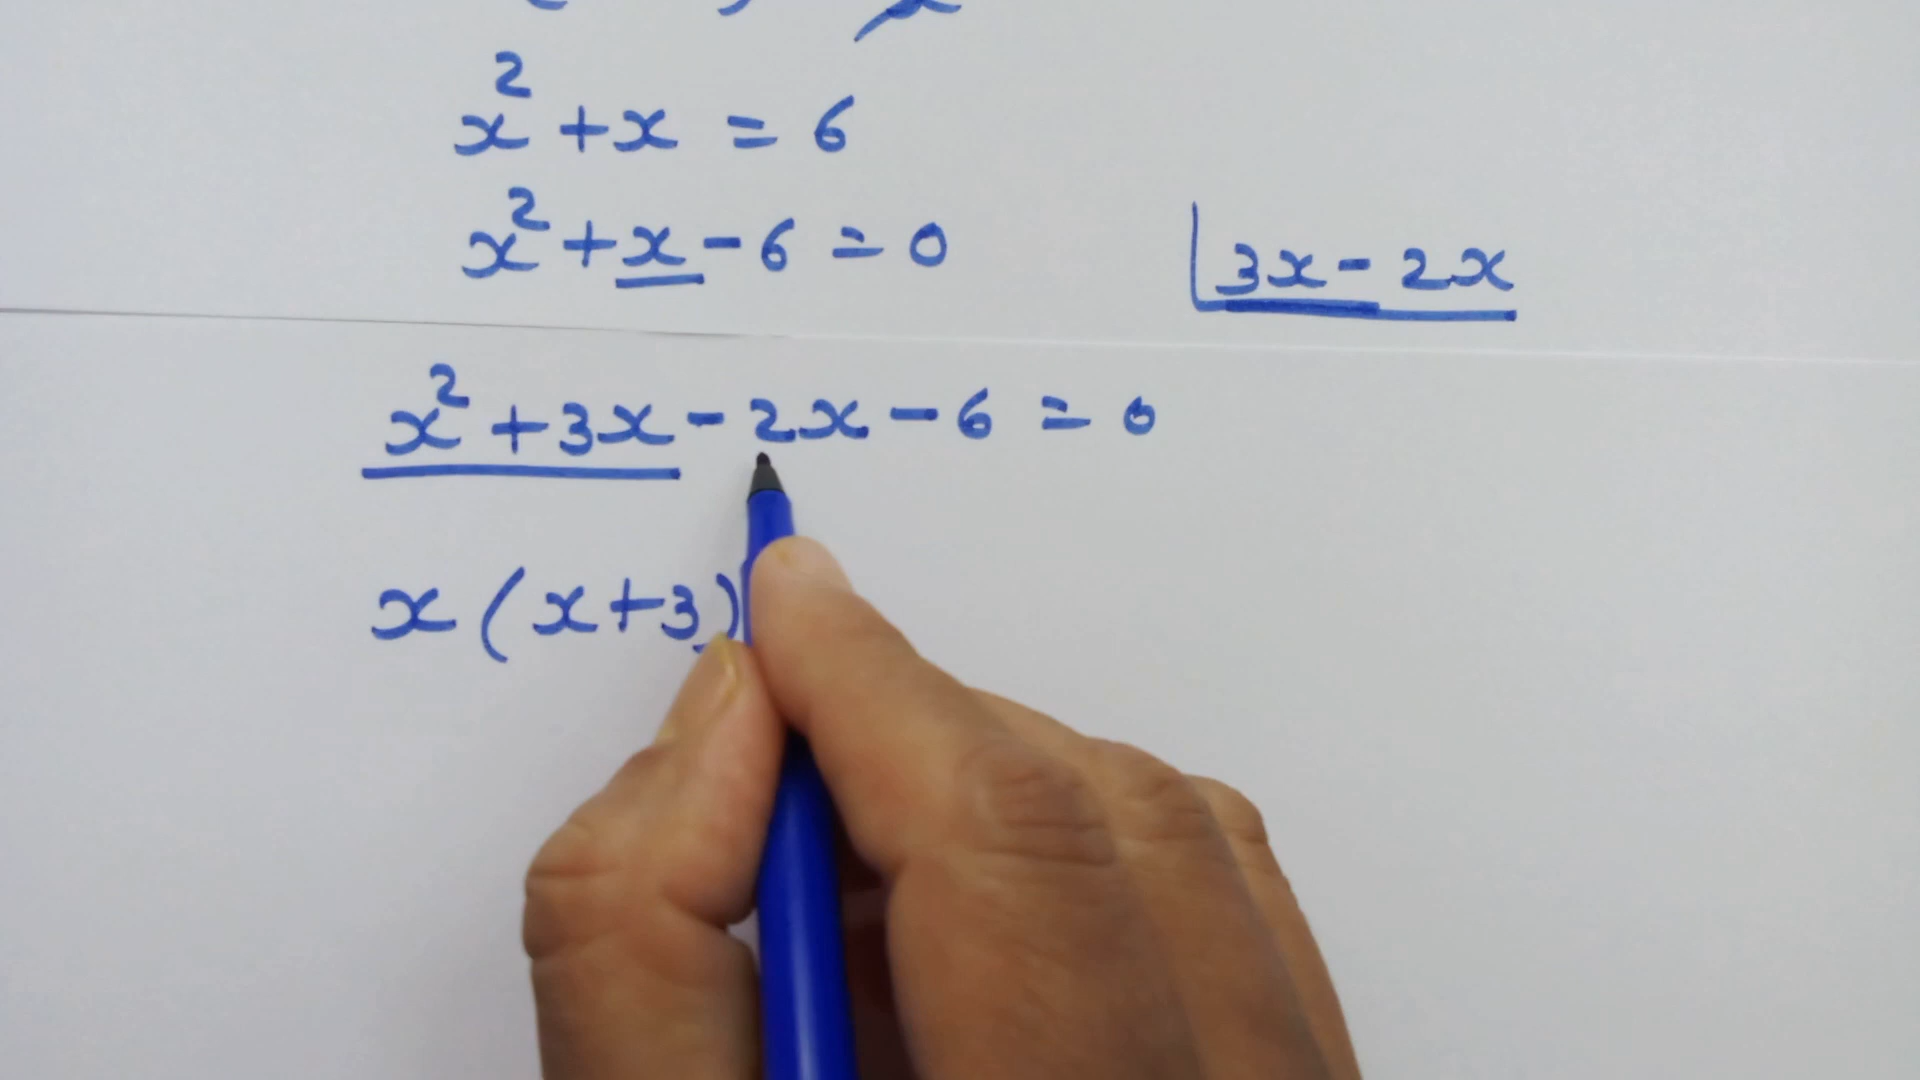 x² + x = 6
x² + x - 6 = 0
3x - 2x
x² + 3x - 2x - 6 = 0
x ( x + 3 )